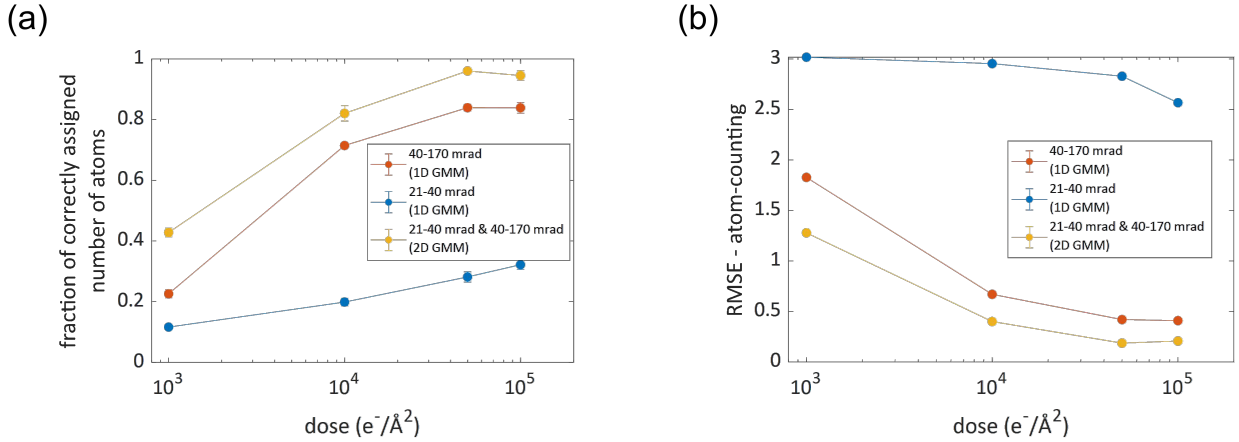 (a)
fraction of correctly assigned
number of atoms
1
0.8
0.6
0.4
0.2
0
10³
10⁴
10⁵
dose (e⁻/Å²)
40-170 mrad
(1D GMM)
21-40 mrad
(1D GMM)
21-40 mrad & 40-170 mrad
(2D GMM)
(b)
RMSE - atom-counting
3
2.5
2
1.5
1
0.5
0
10³
10⁴
10⁵
dose (e⁻/Å²)
40-170 mrad
(1D GMM)
21-40 mrad
(1D GMM)
21-40 mrad & 40-170 mrad
(2D GMM)